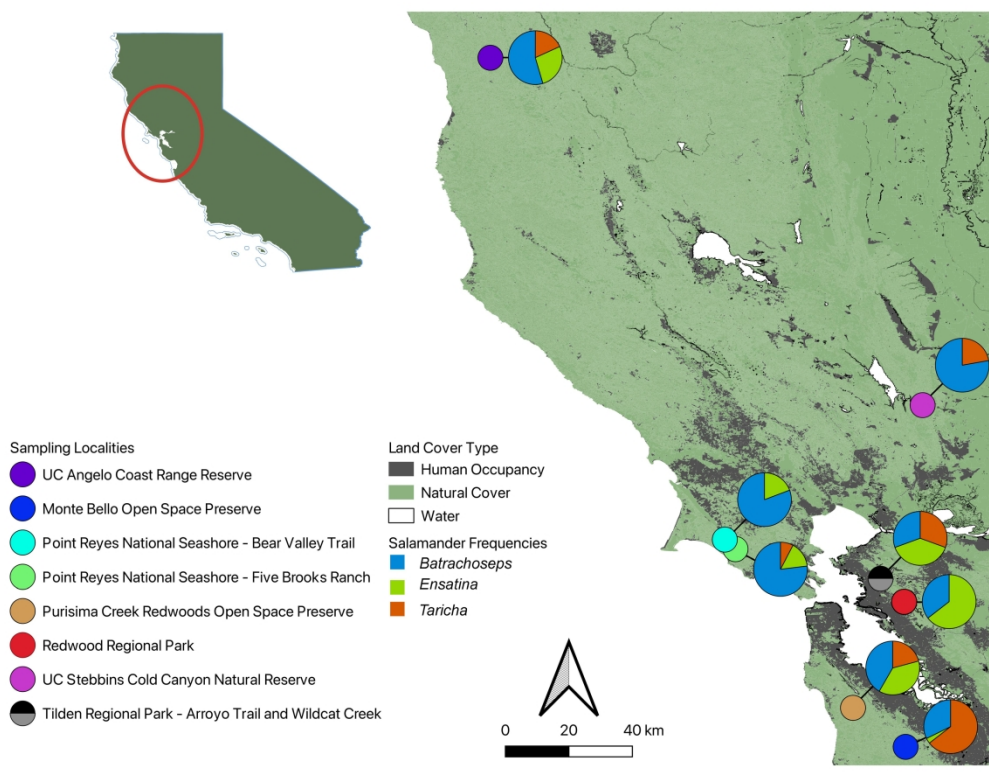 Sampling Localities
UC Angelo Coast Range Reserve
Monte Bello Open Space Preserve
Point Reyes National Seashore - Bear Valley Trail
Point Reyes National Seashore - Five Brooks Ranch
Purisima Creek Redwoods Open Space Preserve
Redwood Regional Park
UC Stebbins Cold Canyon Natural Reserve
Tilden Regional Park - Arroyo Trail and Wildcat Creek
Land Cover Type
Human Occupancy
Natural Cover
Water
Salamander Frequencies
Batrachoseps
Ensatina
Taricha
0 20 40 km